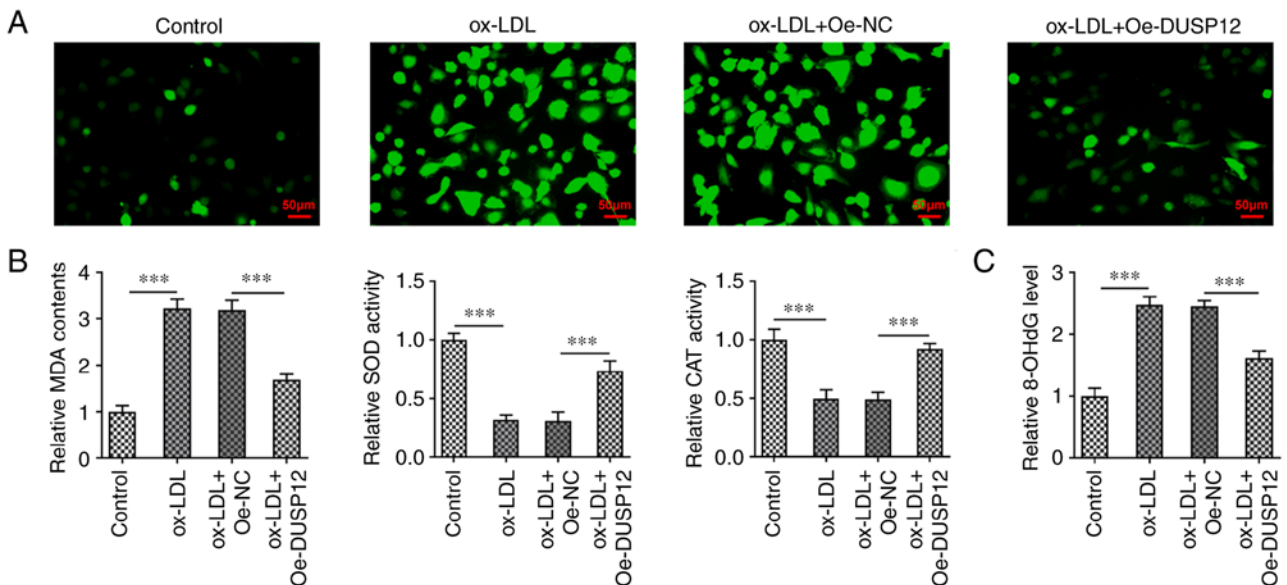 A
Control
ox-LDL
ox-LDL+Oe-NC
ox-LDL+Oe-DUSP12
50μm
50μm
50μm
50μm
B
Relative MDA contents
4
3
2
1
0
***
***
Control
ox-LDL
ox-LDL+
Oe-NC
ox-LDL+
Oe-DUSP12
Relative SOD activity
1.5
1.0
0.5
0.0
***
***
Control
ox-LDL
ox-LDL+
Oe-NC
ox-LDL+
Oe-DUSP12
Relative CAT activity
1.5
1.0
0.5
0.0
***
***
Control
ox-LDL
ox-LDL+
Oe-NC
ox-LDL+
Oe-DUSP12
C
Relative 8-OHdG level
3
2
1
0
***
***
Control
ox-LDL
ox-LDL+
Oe-NC
ox-LDL+
Oe-DUSP12